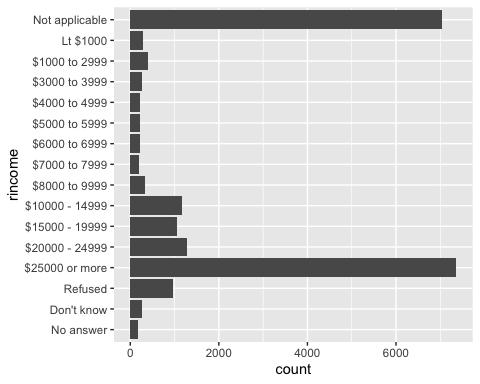 rincome
Not applicable
Lt $1000
$1000 to 2999
$3000 to 3999
$4000 to 4999
$5000 to 5999
$6000 to 6999
$7000 to 7999
$8000 to 9999
$10000 - 14999
$15000 - 19999
$20000 - 24999
$25000 or more
Refused
Don't know
No answer
0 2000 4000 6000
count